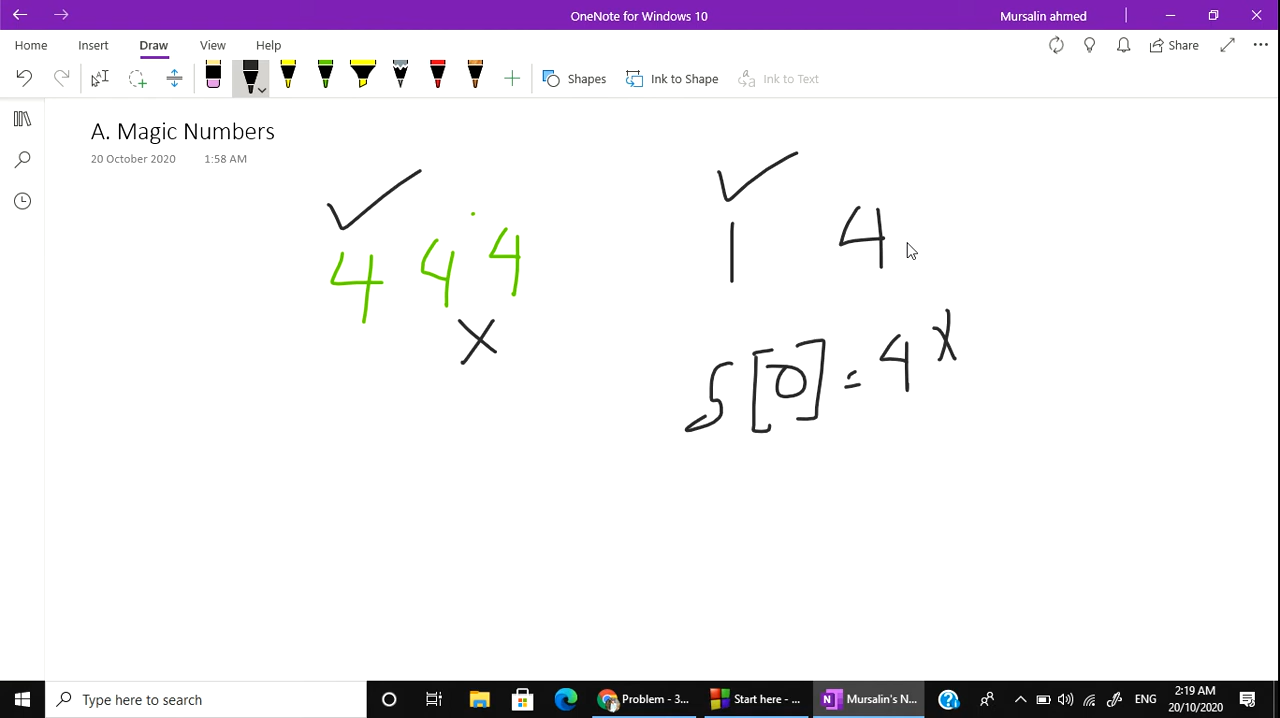 OneNote for Windows 10
Mursalin ahmed
Home Insert Draw View Help
Share
Shapes Ink to Shape Ink to Text
A. Magic Numbers
20 October 2020 1:58 AM
4 4 4
1 4
X
S[0] = 4 X
Type here to search
Problem - 3...
Start here - ...
Mursalin's N...
ENG
2:19 AM
20/10/2020